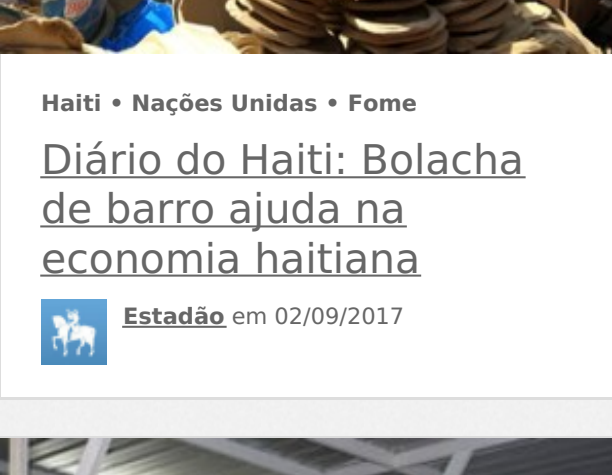 Haiti • Nações Unidas • Fome
Diário do Haiti: Bolacha
de barro ajuda na
economia haitiana
Estadão em 02/09/2017